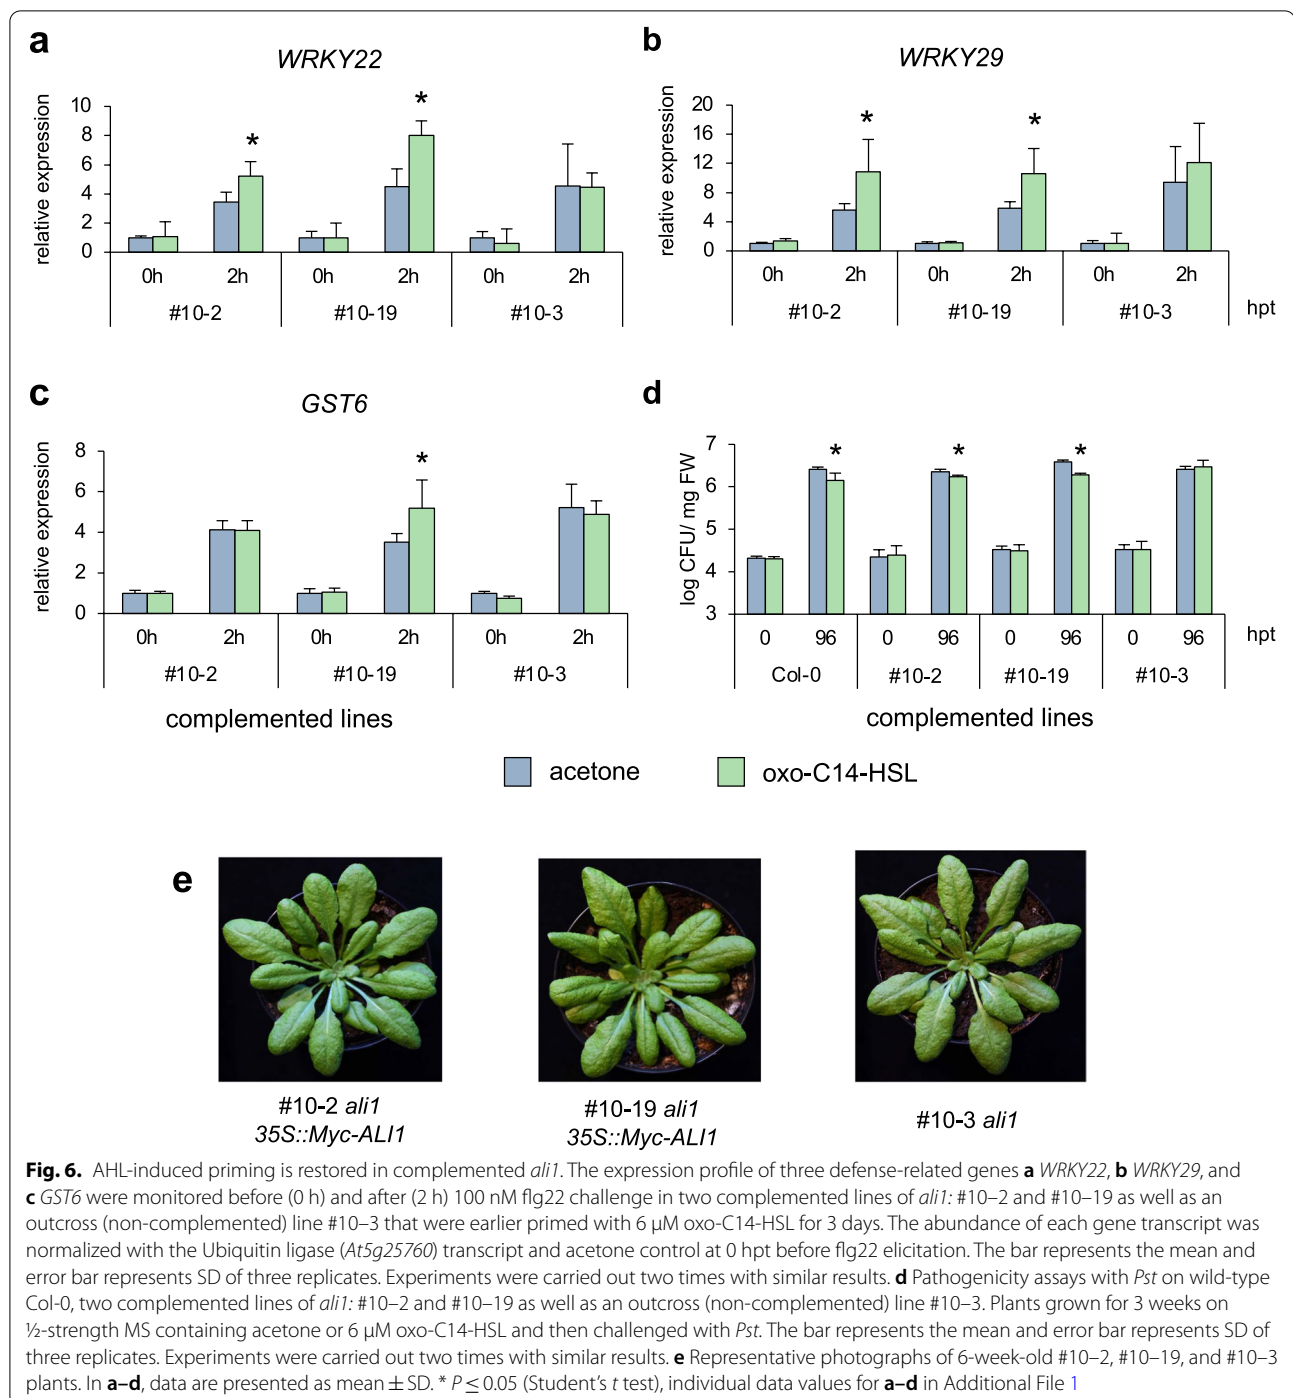 a
WRKY22
relative expression
10
8
6
4
2
0
* *
0h 2h 0h 2h 0h 2h
#10-2 #10-19 #10-3
b
WRKY29
relative expression
20
16
12
8
4
0
* *
0h 2h 0h 2h 0h 2h
#10-2 #10-19 #10-3
hpt
c
GST6
relative expression
8
6
4
2
0
*
0h 2h 0h 2h 0h 2h
#10-2 #10-19 #10-3
complemented lines
d
log CFU/ mg FW
7
6
5
4
3
* * *
0 96 0 96 0 96 0 96 hpt
Col-0 #10-2 #10-19 #10-3
complemented lines
acetone oxo-C14-HSL
e
#10-2 ali1
35S::Myc-ALI1
#10-19 ali1
35S::Myc-ALI1
#10-3 ali1
Fig. 6. AHL-induced priming is restored in complemented ali1. The expression profile of three defense-related genes a WRKY22, b WRKY29, and
c GST6 were monitored before (0 h) and after (2 h) 100 nM flg22 challenge in two complemented lines of ali1: #10–2 and #10–19 as well as an
outcross (non-complemented) line #10–3 that were earlier primed with 6 µM oxo-C14-HSL for 3 days. The abundance of each gene transcript was
normalized with the Ubiquitin ligase (At5g25760) transcript and acetone control at 0 hpt before flg22 elicitation. The bar represents the mean and
error bar represents SD of three replicates. Experiments were carried out two times with similar results. d Pathogenicity assays with Pst on wild-type
Col-0, two complemented lines of ali1: #10–2 and #10–19 as well as an outcross (non-complemented) line #10–3. Plants grown for 3 weeks on
½-strength MS containing acetone or 6 µM oxo-C14-HSL and then challenged with Pst. The bar represents the mean and error bar represents SD of
three replicates. Experiments were carried out two times with similar results. e Representative photographs of 6-week-old #10–2, #10–19, and #10–3
plants. In a–d, data are presented as mean ± SD. * P ≤ 0.05 (Student's t test), individual data values for a–d in Additional File 1